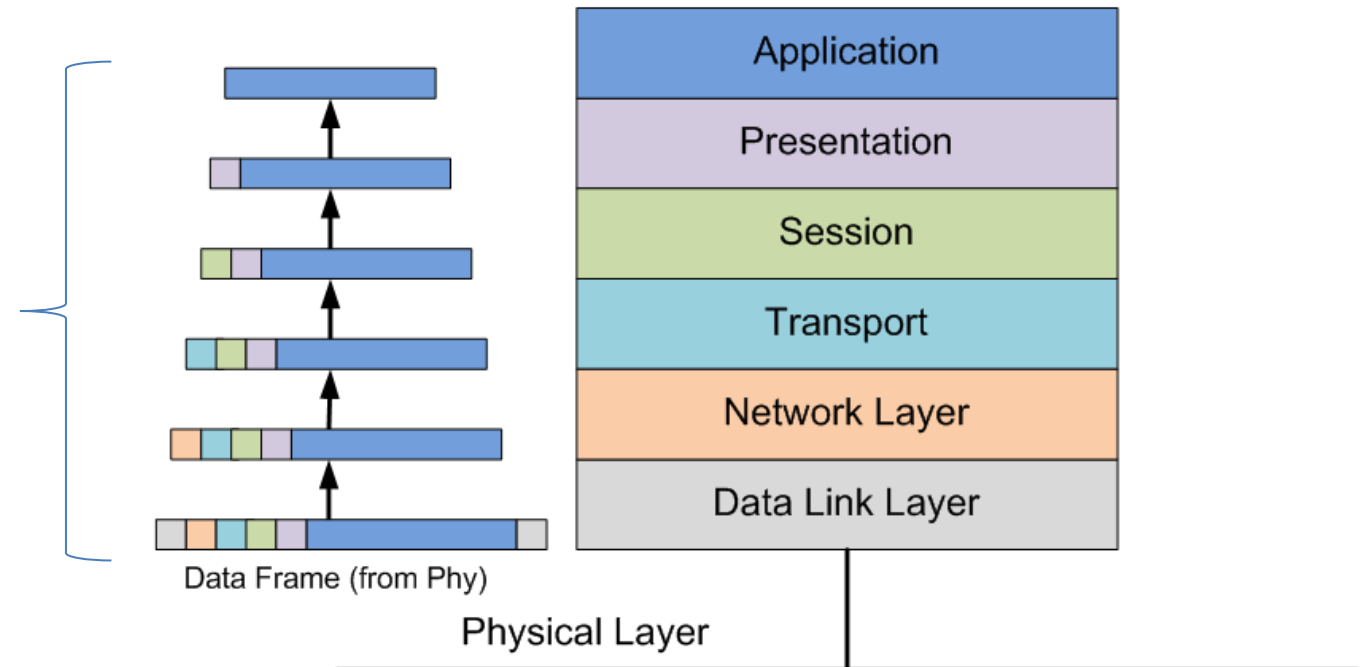 Application
Presentation
Session
Transport
Network Layer
Data Link Layer
Data Frame (from Phy)
Physical Layer